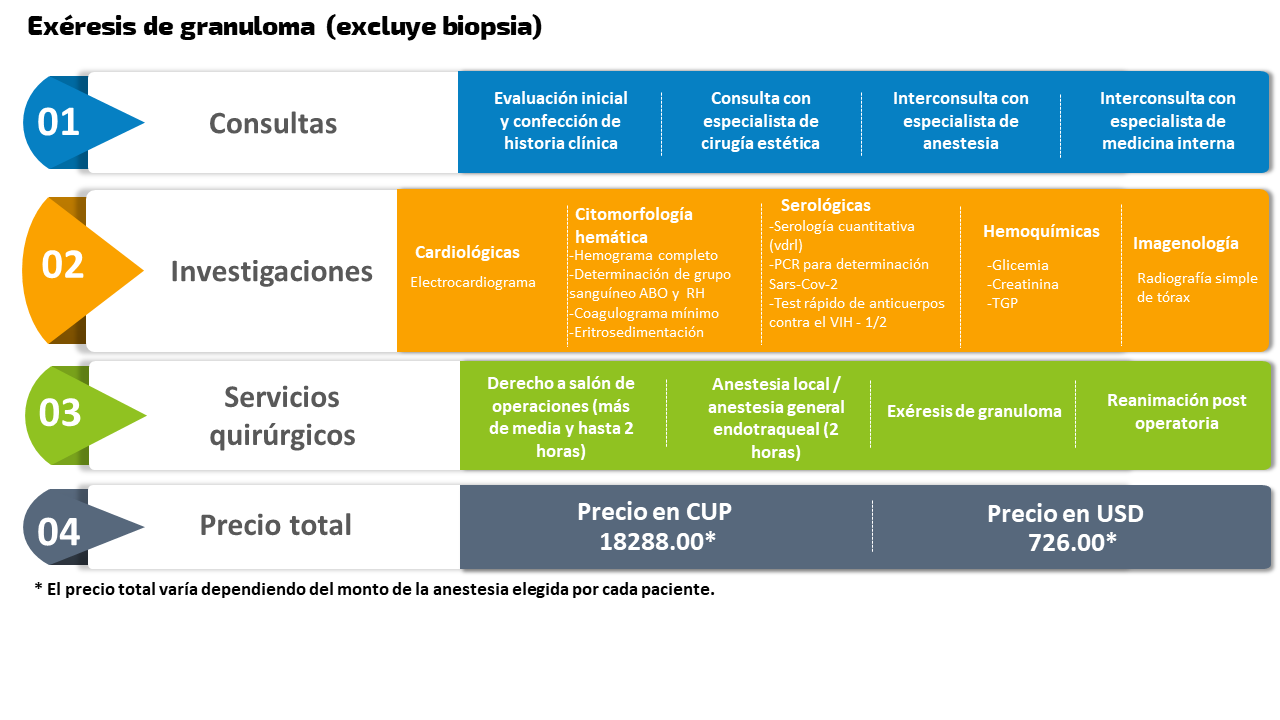 Exéresis de granuloma (excluye biopsia)
01
Consultas
Evaluación inicial
y confección de
historia clínica
Consulta con
especialista de
cirugía estética
Interconsulta con
especialista de
anestesia
Interconsulta con
especialista de
medicina interna
02
Investigaciones
Cardiológicas
Electrocardiograma
Citomorfología
hemática
-Hemograma completo
-Determinación de grupo
sanguíneo ABO y RH
-Coagulograma mínimo
-Eritrosedimentación
Serológicas
-Serología cuantitativa
(vdrl)
-PCR para determinación
Sars-Cov-2
-Test rápido de anticuerpos
contra el VIH - 1/2
Hemoquímicas
-Glicemia
-Creatinina
-TGP
Imagenología
Radiografía simple
de tórax
03
Servicios
quirúrgicos
Derecho a salón de
operaciones (más
de media y hasta 2
horas)
Anestesia local /
anestesia general
endotraqueal (2
horas)
Exéresis de granuloma
Reanimación post
operatoria
04
Precio total
Precio en CUP
18288.00*
Precio en USD
726.00*
* El precio total varía dependiendo del monto de la anestesia elegida por cada paciente.